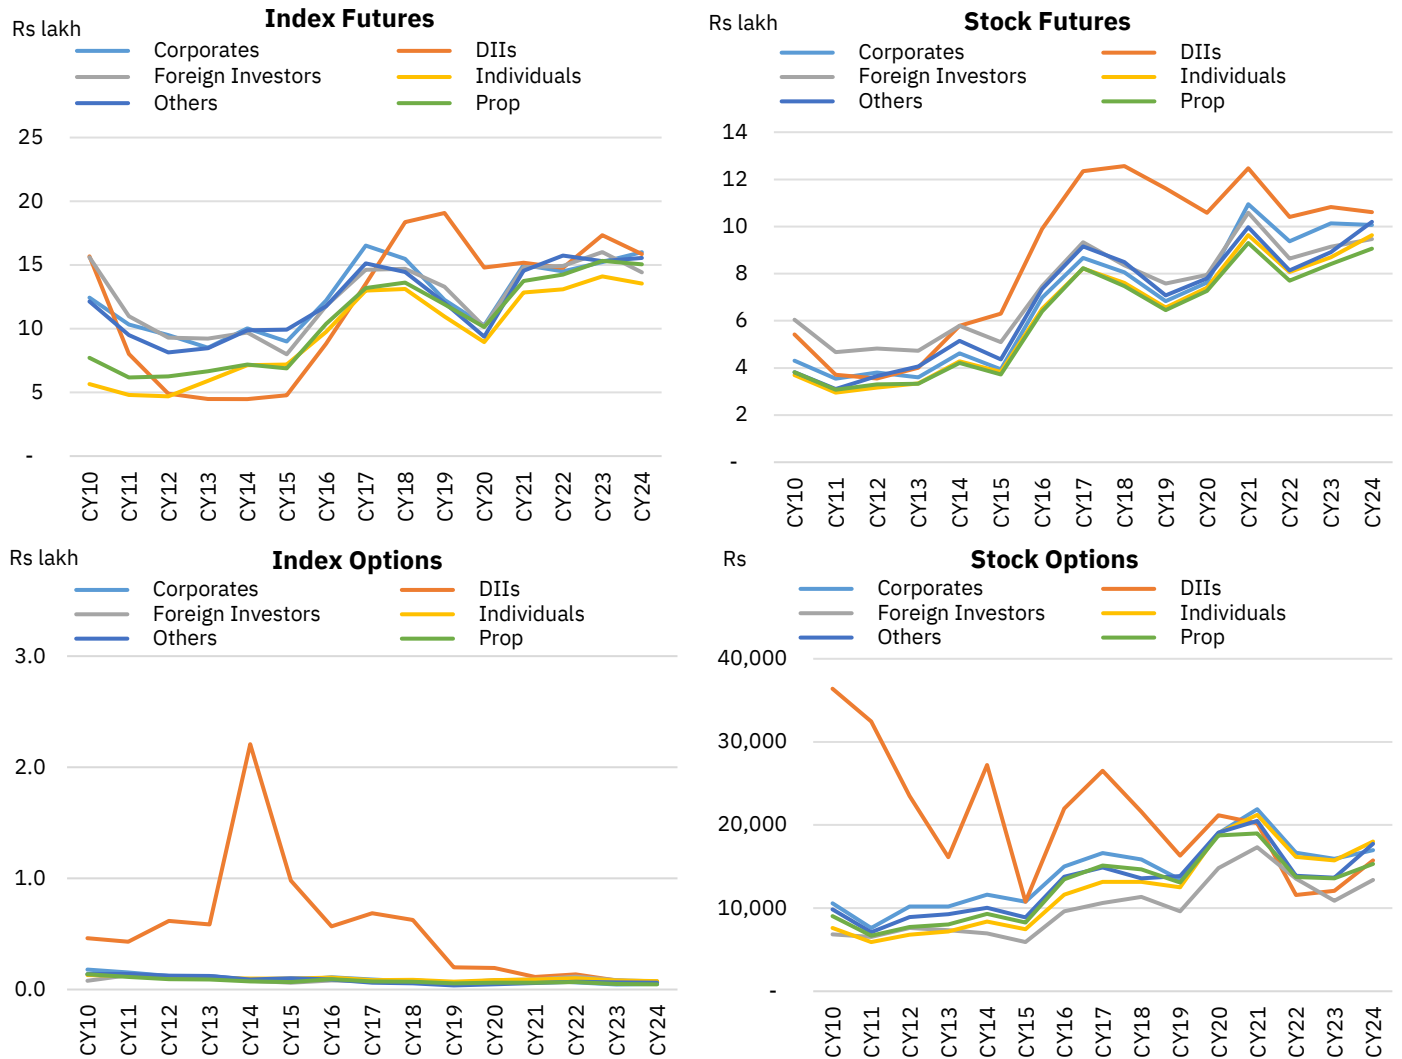 Index Futures
Rs lakh
Corporates
DIIs
Foreign Investors
Individuals
Others
Prop
25
20
15
10
5
-
CY10
CY11
CY12
CY13
CY14
CY15
CY16
CY17
CY18
CY19
CY20
CY21
CY22
CY23
CY24
Stock Futures
Rs lakh
Corporates
DIIs
Foreign Investors
Individuals
Others
Prop
14
12
10
8
6
4
2
-
CY10
CY11
CY12
CY13
CY14
CY15
CY16
CY17
CY18
CY19
CY20
CY21
CY22
CY23
CY24
Index Options
Rs lakh
Corporates
DIIs
Foreign Investors
Individuals
Others
Prop
3.0
2.0
1.0
0.0
CY10
CY11
CY12
CY13
CY14
CY15
CY16
CY17
CY18
CY19
CY20
CY21
CY22
CY23
CY24
Stock Options
Rs
Corporates
DIIs
Foreign Investors
Individuals
Others
Prop
40,000
30,000
20,000
10,000
-
CY10
CY11
CY12
CY13
CY14
CY15
CY16
CY17
CY18
CY19
CY20
CY21
CY22
CY23
CY24